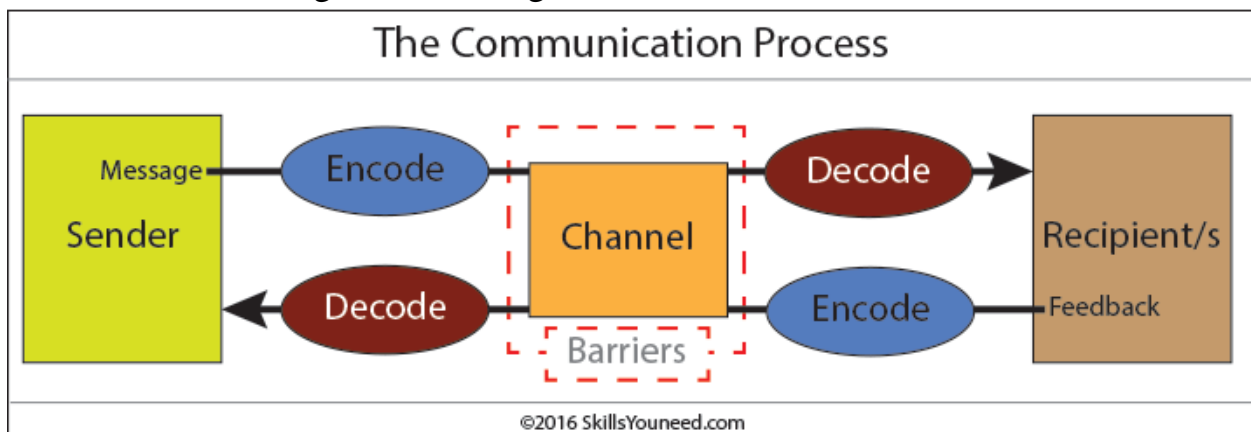 The Communication Process
Message
Encode
Decode
Sender
Channel
Recipient/s
Decode
Encode
Feedback
Barriers
©2016 SkillsYouneed.com